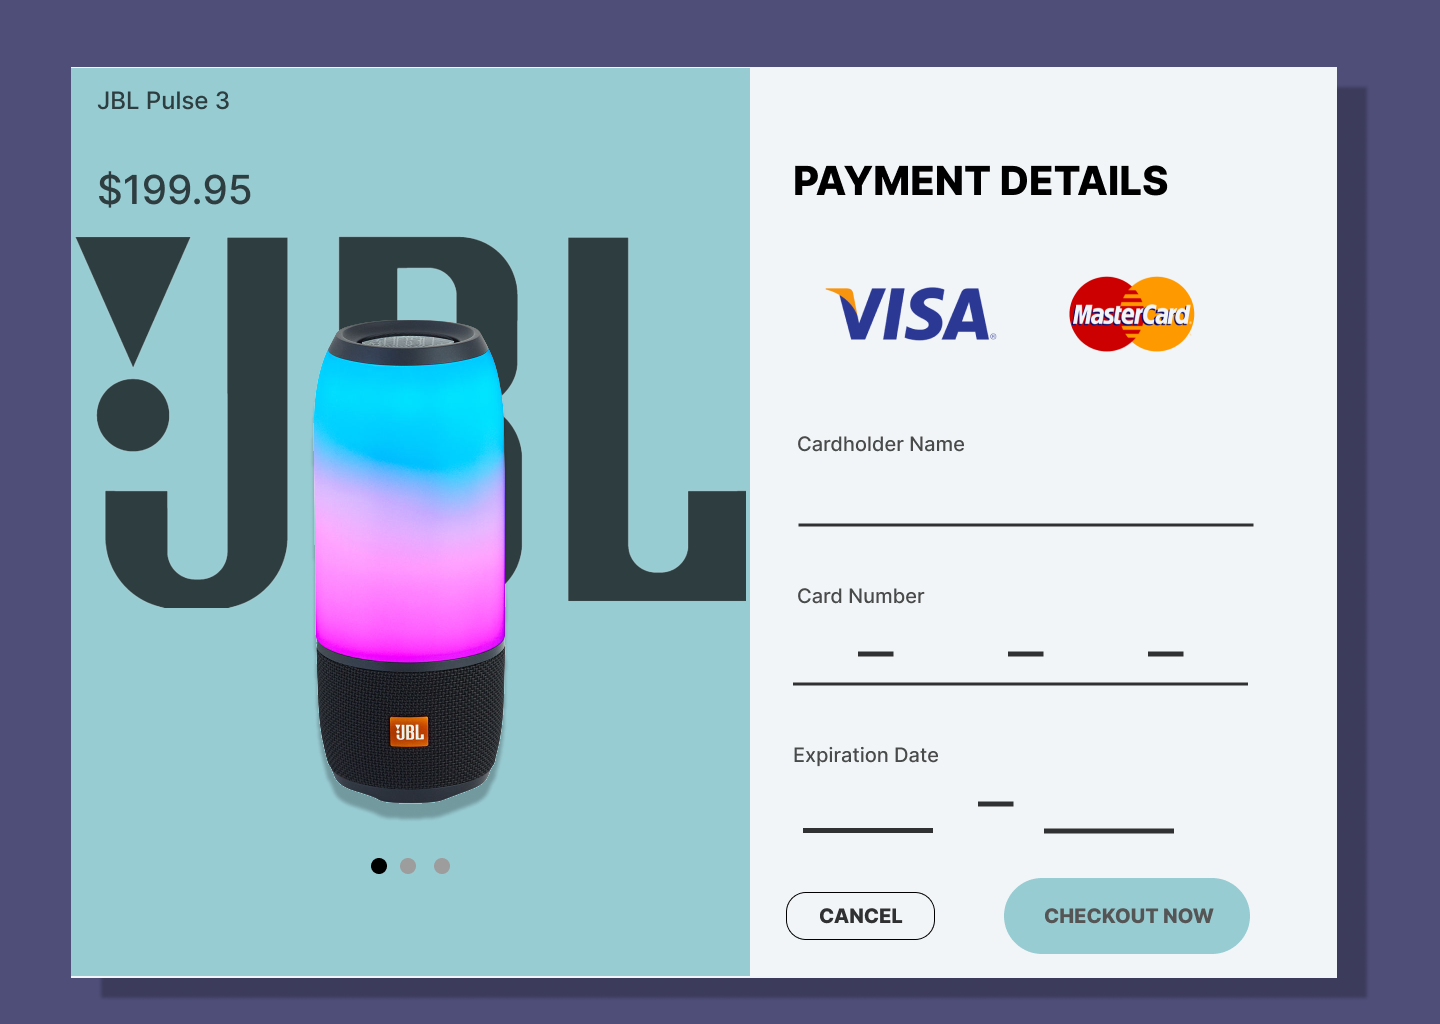 JBL Pulse 3
$199.95
JBL
JBL
PAYMENT DETAILS
VISA
MasterCard
Cardholder Name
Card Number
Expiration Date
CANCEL
CHECKOUT NOW